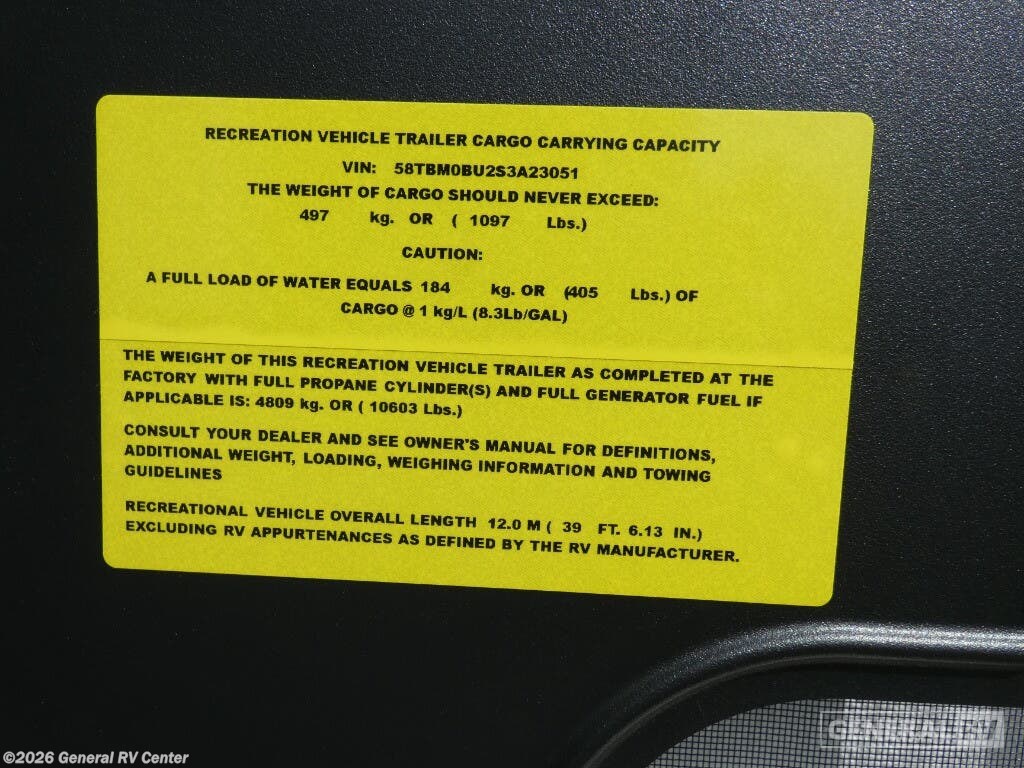 RECREATION VEHICLE TRAILER CARGO CARRYING CAPACITY
VIN: 58TBM0BU2S3A23051
THE WEIGHT OF CARGO SHOULD NEVER EXCEED:
497 kg. OR ( 1097 Lbs.)
CAUTION:
A FULL LOAD OF WATER EQUALS 184 kg. OR (405 Lbs.) OF
CARGO @ 1 kg/L (8.3Lb/GAL)
THE WEIGHT OF THIS RECREATION VEHICLE TRAILER AS COMPLETED AT THE
FACTORY WITH FULL PROPANE CYLINDER(S) AND FULL GENERATOR FUEL IF
APPLICABLE IS: 4809 kg. OR ( 10603 Lbs.)
CONSULT YOUR DEALER AND SEE OWNER'S MANUAL FOR DEFINITIONS,
ADDITIONAL WEIGHT, LOADING, WEIGHING INFORMATION AND TOWING
GUIDELINES
RECREATIONAL VEHICLE OVERALL LENGTH 12.0 M ( 39 FT. 6.13 IN.)
EXCLUDING RV APPURTENANCES AS DEFINED BY THE RV MANUFACTURER.
GENERAL RV
©2026 General RV Center